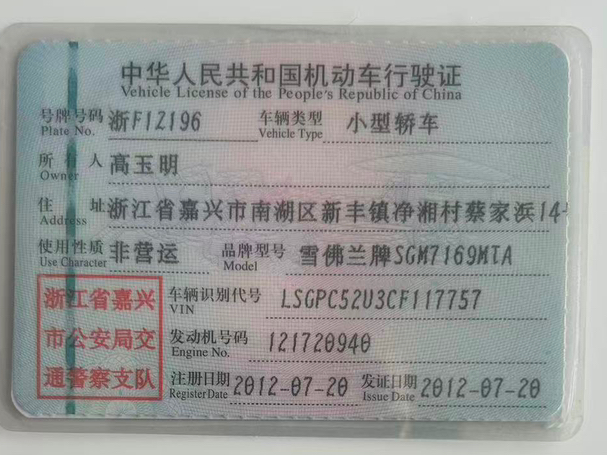 中华人民共和国机动车行驶证
Vehicle License of the People's Republic of China
号牌号码 浙F12196 车辆类型 小型轿车
Plate No. Vehicle Type
所有人 高玉明
Owner
住址 浙江省嘉兴市南湖区新丰镇净湘村蔡家浜14号
Address
使用性质 非营运 品牌型号 雪佛兰牌SGM7169MTA
Use Character Model
浙江省嘉兴 车辆识别代号 LSGPC52U3CF117757
VIN
市公安局交 发动机号码 121720940
Engine No.
通警察支队 注册日期 2012-07-20 发证日期 2012-07-20
Register Date Issue Date